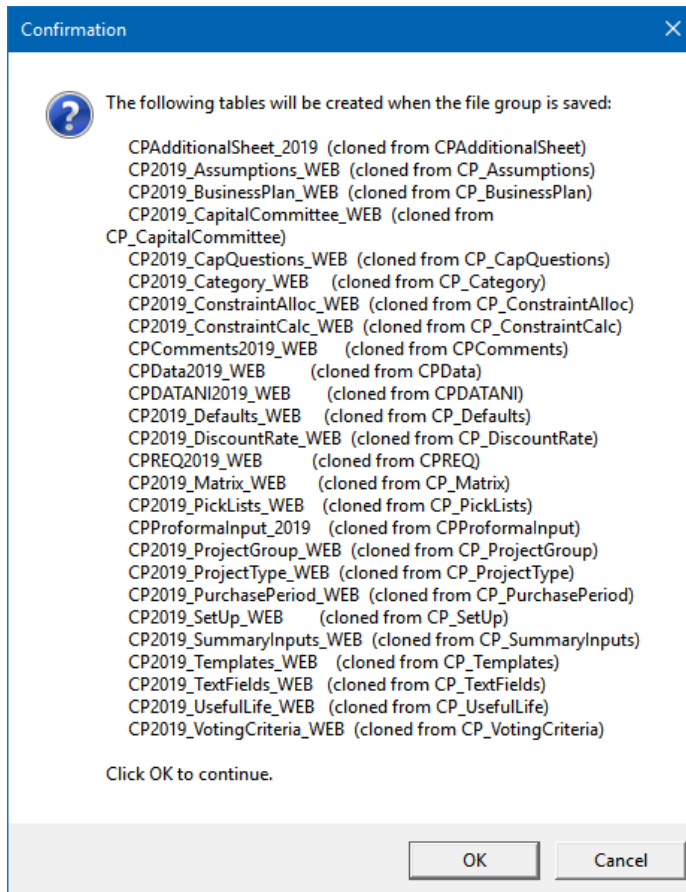 Confirmation
The following tables will be created when the file group is saved:
CPAdditionalSheet_2019 (cloned from CPAdditionalSheet)
CP2019_Assumptions_WEB (cloned from CP_Assumptions)
CP2019_BusinessPlan_WEB (cloned from CP_BusinessPlan)
CP2019_CapitalCommittee_WEB (cloned from
CP_CapitalCommittee)
CP2019_CapQuestions_WEB (cloned from CP_CapQuestions)
CP2019_Category_WEB (cloned from CP_Category)
CP2019_ConstraintAlloc_WEB (cloned from CP_ConstraintAlloc)
CP2019_ConstraintCalc_WEB (cloned from CP_ConstraintCalc)
CPComments2019_WEB (cloned from CPComments)
CPData2019_WEB (cloned from CPData)
CPDATANI2019_WEB (cloned from CPDATANI)
CP2019_Defaults_WEB (cloned from CP_Defaults)
CP2019_DiscountRate_WEB (cloned from CP_DiscountRate)
CPREQ2019_WEB (cloned from CPREQ)
CP2019_Matrix_WEB (cloned from CP_Matrix)
CP2019_PickLists_WEB (cloned from CP_PickLists)
CPProformaInput_2019 (cloned from CPProformaInput)
CP2019_ProjectGroup_WEB (cloned from CP_ProjectGroup)
CP2019_ProjectType_WEB (cloned from CP_ProjectType)
CP2019_PurchasePeriod_WEB (cloned from CP_PurchasePeriod)
CP2019_SetUp_WEB (cloned from CP_SetUp)
CP2019_SummaryInputs_WEB (cloned from CP_SummaryInputs)
CP2019_Templates_WEB (cloned from CP_Templates)
CP2019_TextFields_WEB (cloned from CP_TextFields)
CP2019_UsefulLife_WEB (cloned from CP_UsefulLife)
CP2019_VotingCriteria_WEB (cloned from CP_VotingCriteria)
Click OK to continue.
OK
Cancel